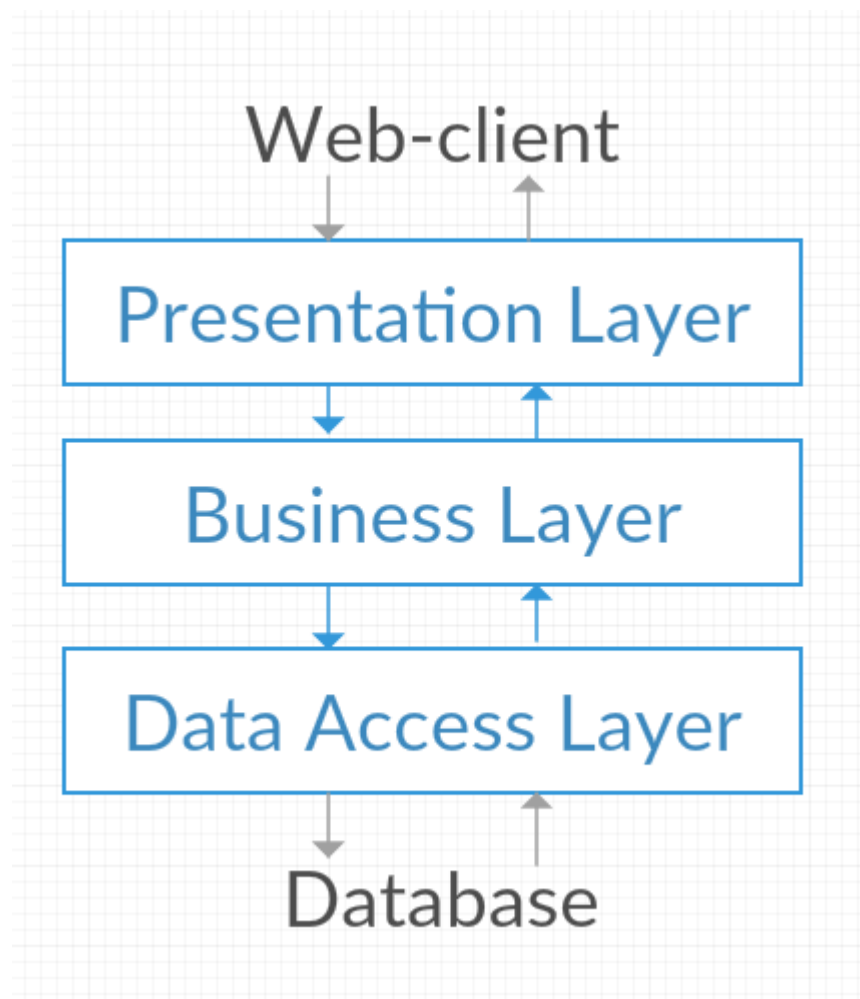 Web-client
Presentation Layer
Business Layer
Data Access Layer
Database